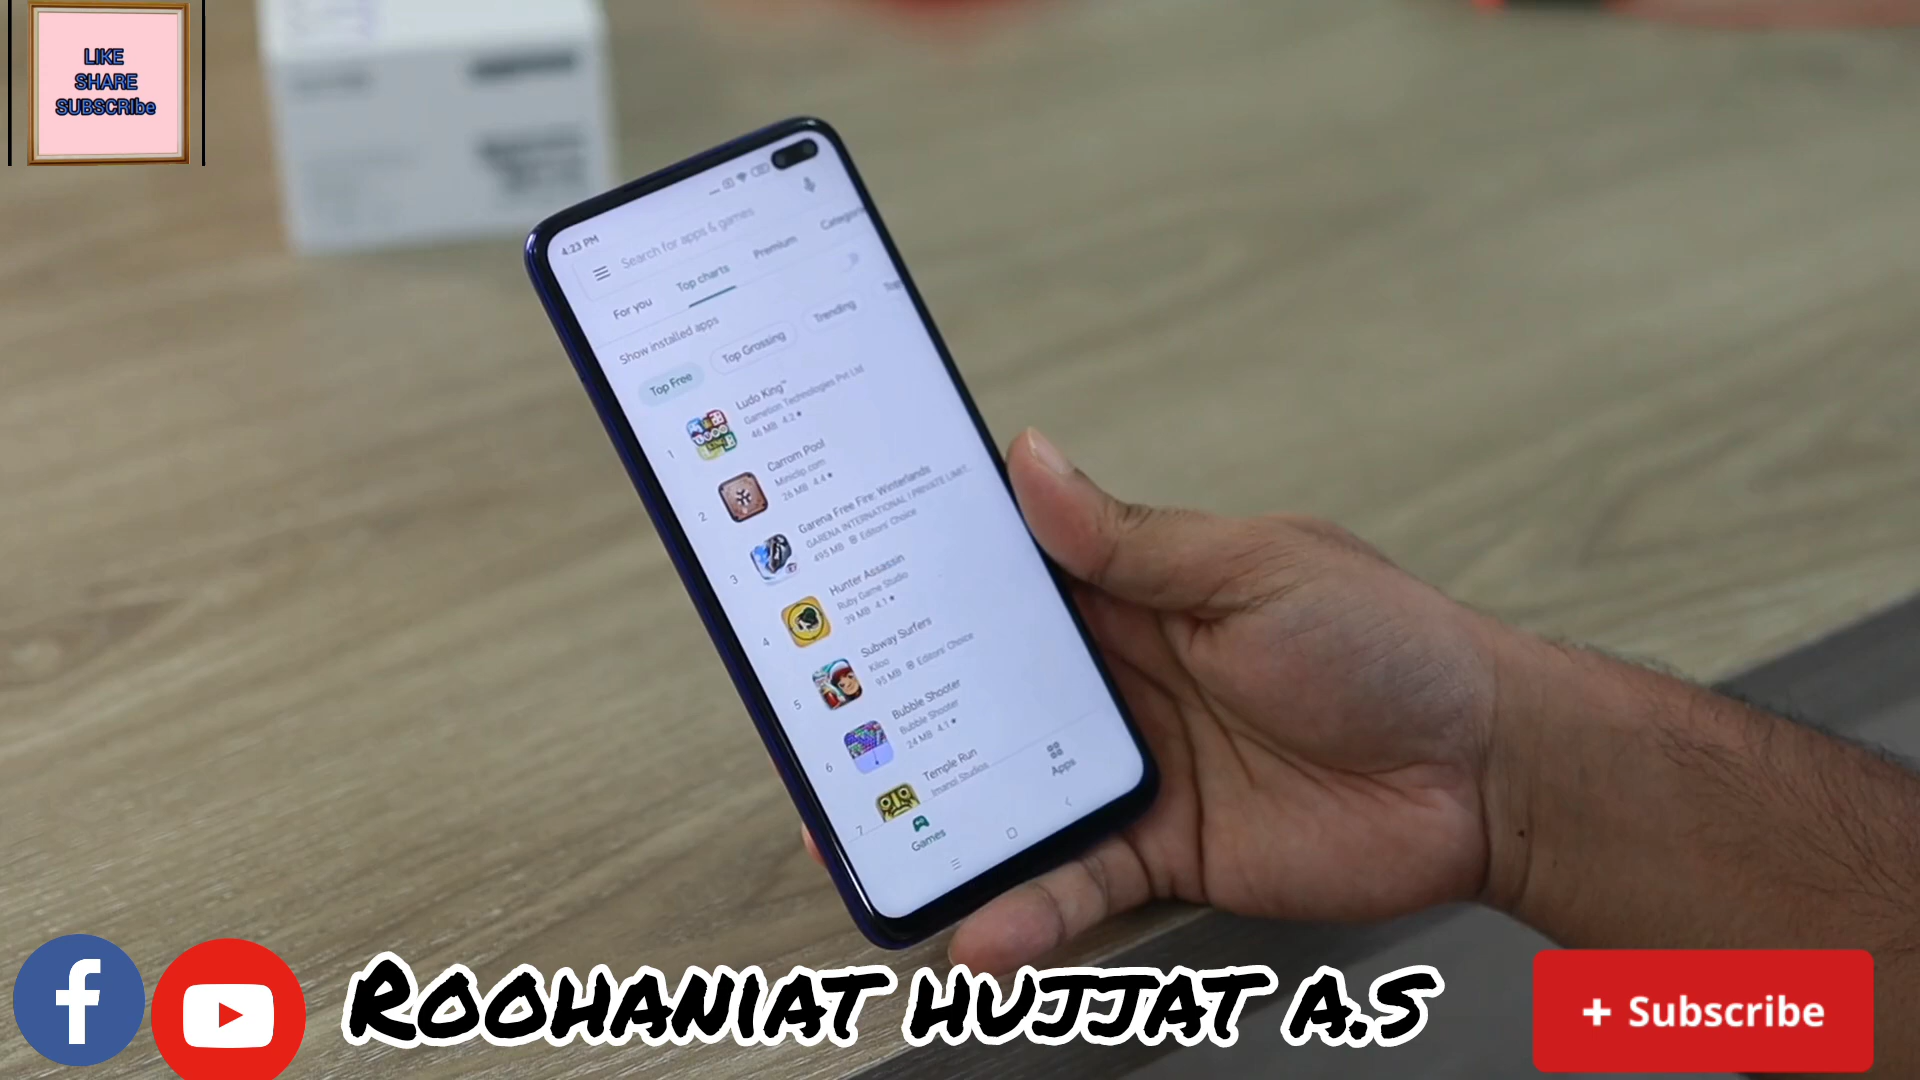 LIKE
SHARE
SUBSCRIbe
4:23 PM
Search for apps & games
For you
Top charts
Premium
Show installed apps
Top Free
Top Grossing
Trending
1
Ludo King™
Gametion Technologies Pvt Ltd
46 MB 4.2★
2
Carrom Pool
Miniclip.com
26 MB 4.4★
3
Garena Free Fire: Winterlands
GARENA INTERNATIONAL I PRIVATE LIMIT...
495 MB Editors' Choice
4
Hunter Assassin
Ruby Game Studio
39 MB 4.1★
5
Subway Surfers
Kiloo
95 MB Editors' Choice
6
Bubble Shooter
Bubble Shooter
24 MB 4.1★
7
Temple Run
Imangi Studios
Games
Apps
f
ROOHANIAT HUJJAT A.S
+ Subscribe